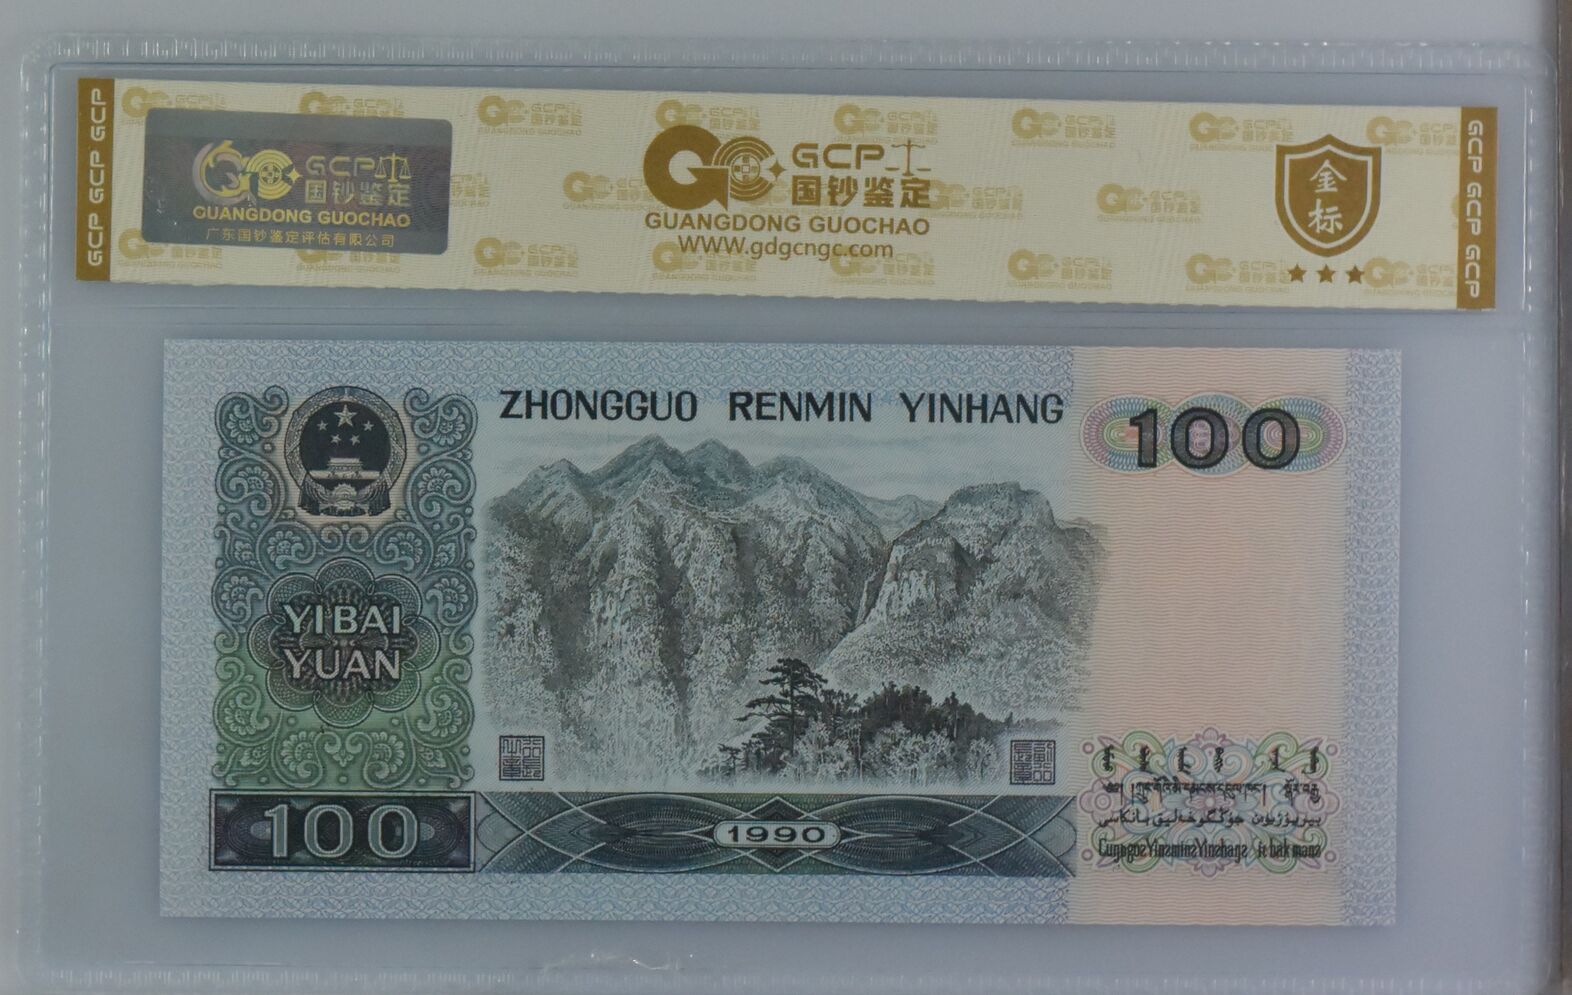 GCP GCP GCP
GCP
国钞鉴定
GUANGDONG GUOCHAO
广东国钞鉴定评估有限公司
GCP
国钞鉴定
GUANGDONG GUOCHAO
WWW.gdgcngc.com
金
标
GCP GCP GCP
ZHONGGUO RENMIN YINHANG
100
YIBAI
YUAN
100
1990